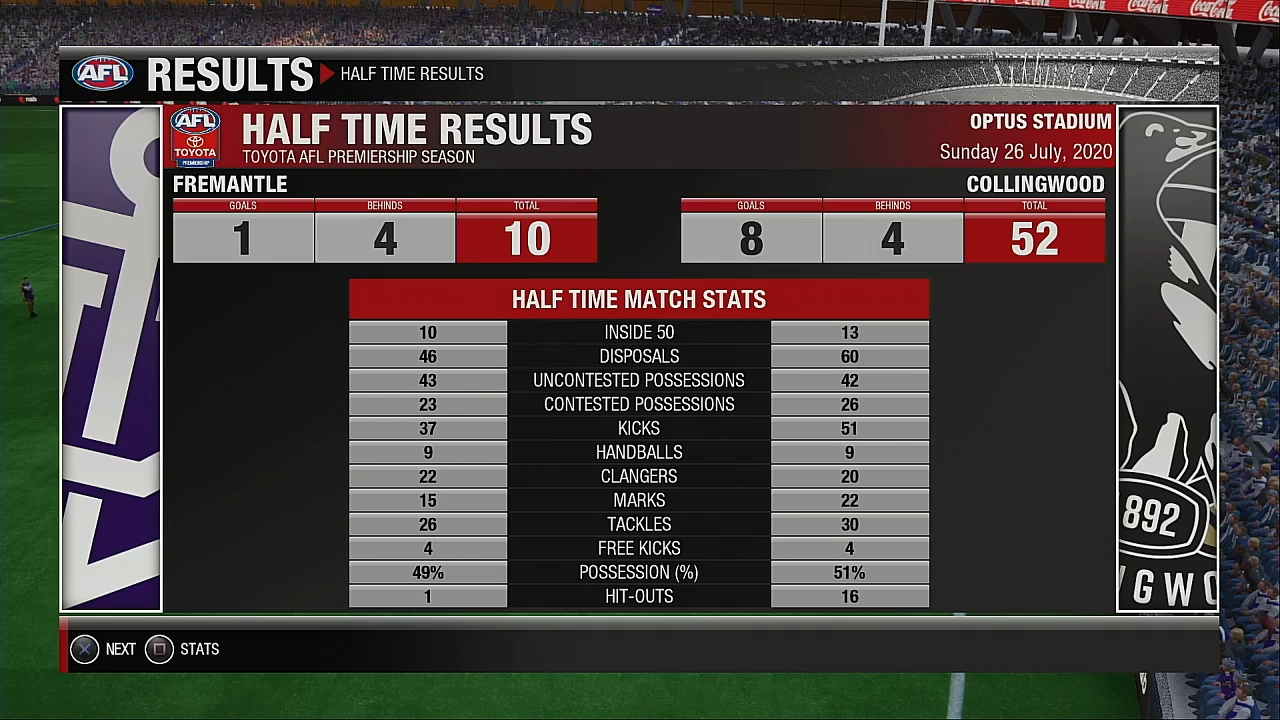 Coca-Cola
AFL RESULTS HALF TIME RESULTS
AFL
TOYOTA
PREMIERSHIP
HALF TIME RESULTS
TOYOTA AFL PREMIERSHIP SEASON
OPTUS STADIUM
Sunday 26 July, 2020
FREMANTLE
COLLINGWOOD
GOALS BEHINDS TOTAL GOALS BEHINDS TOTAL
1 4 10 8 4 52
HALF TIME MATCH STATS
10 INSIDE 50 13
46 DISPOSALS 60
43 UNCONTESTED POSSESSIONS 42
23 CONTESTED POSSESSIONS 26
37 KICKS 51
9 HANDBALLS 9
22 CLANGERS 20
15 MARKS 22
26 TACKLES 30
4 FREE KICKS 4
49% POSSESSION (%) 51%
1 HIT-OUTS 16
892
GWO
NEXT STATS